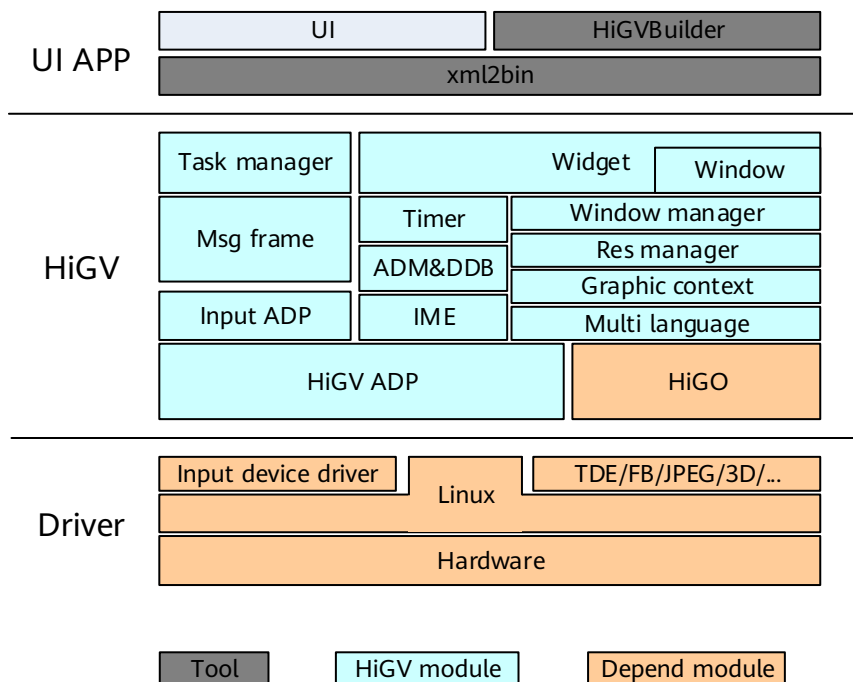 UI APP
UI
HiGVBuilder
xml2bin
HiGV
Task manager
Widget
Window
Msg frame
Timer
Window manager
ADM&DDB
Res manager
Graphic context
Input ADP
IME
Multi language
HiGV ADP
HiGO
Driver
Input device driver
Linux
TDE/FB/JPEG/3D/...
Hardware
Tool
HiGV module
Depend module